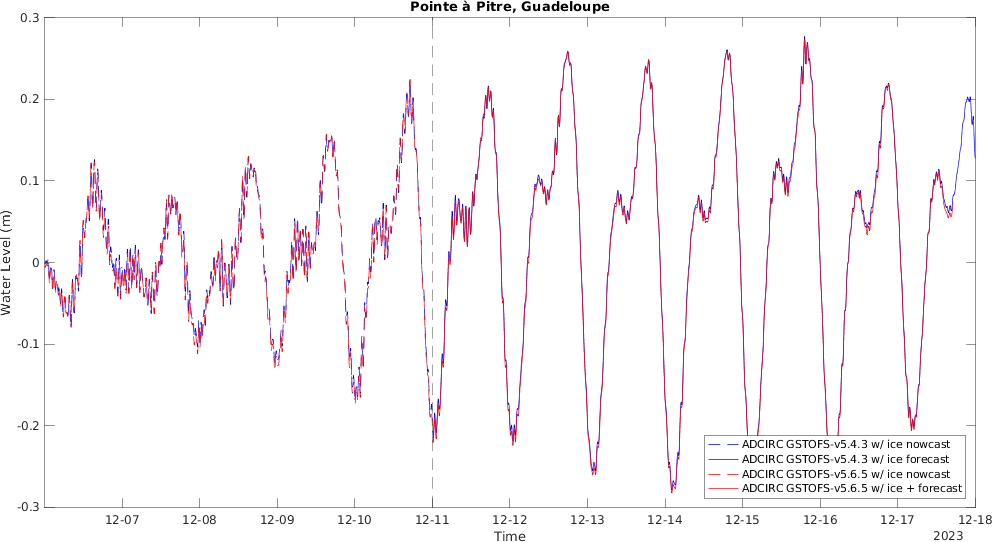 Pointe à Pitre, Guadeloupe
0.3
0.2
0.1
0
-0.1
-0.2
-0.3
Water Level (m)
ADCIRC GSTOFS-v5.4.3 w/ ice nowcast
ADCIRC GSTOFS-v5.4.3 w/ ice forecast
ADCIRC GSTOFS-v5.6.5 w/ ice nowcast
ADCIRC GSTOFS-v5.6.5 w/ ice + forecast
12-07 12-08 12-09 12-10 12-11 12-12 12-13 12-14 12-15 12-16 12-17 12-18
Time
2023